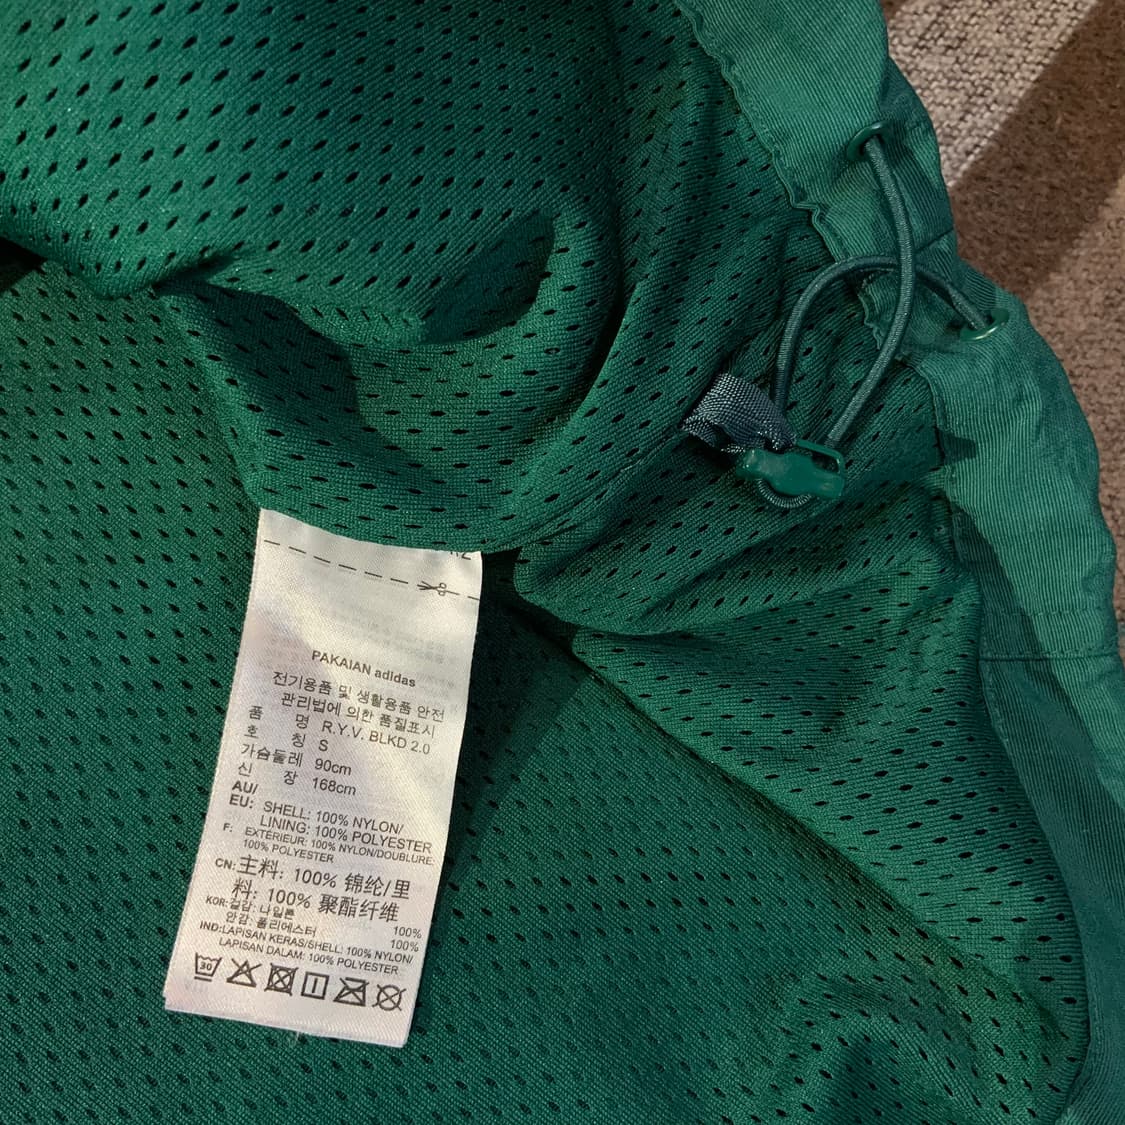 NZ
PAKAIAN adidas
전기용품 및 생활용품 안전
관리법에 의한 품질표시
품 명 R.Y.V. BLKD 2.0
호 칭 S
가슴둘레 90cm
신 장 168cm
AU/
EU: SHELL: 100% NYLON/
LINING: 100% POLYESTER
F: EXTÉRIEUR: 100% NYLON/DOUBLURE:
100% POLYESTER
CN: 主料: 100% 锦纶/里
料: 100% 聚酯纤维
KOR: 겉감: 나일론 100%
안감: 폴리에스터 100%
IND: LAPISAN KERAS/SHELL: 100% NYLON/
LAPISAN DALAM: 100% POLYESTER
30